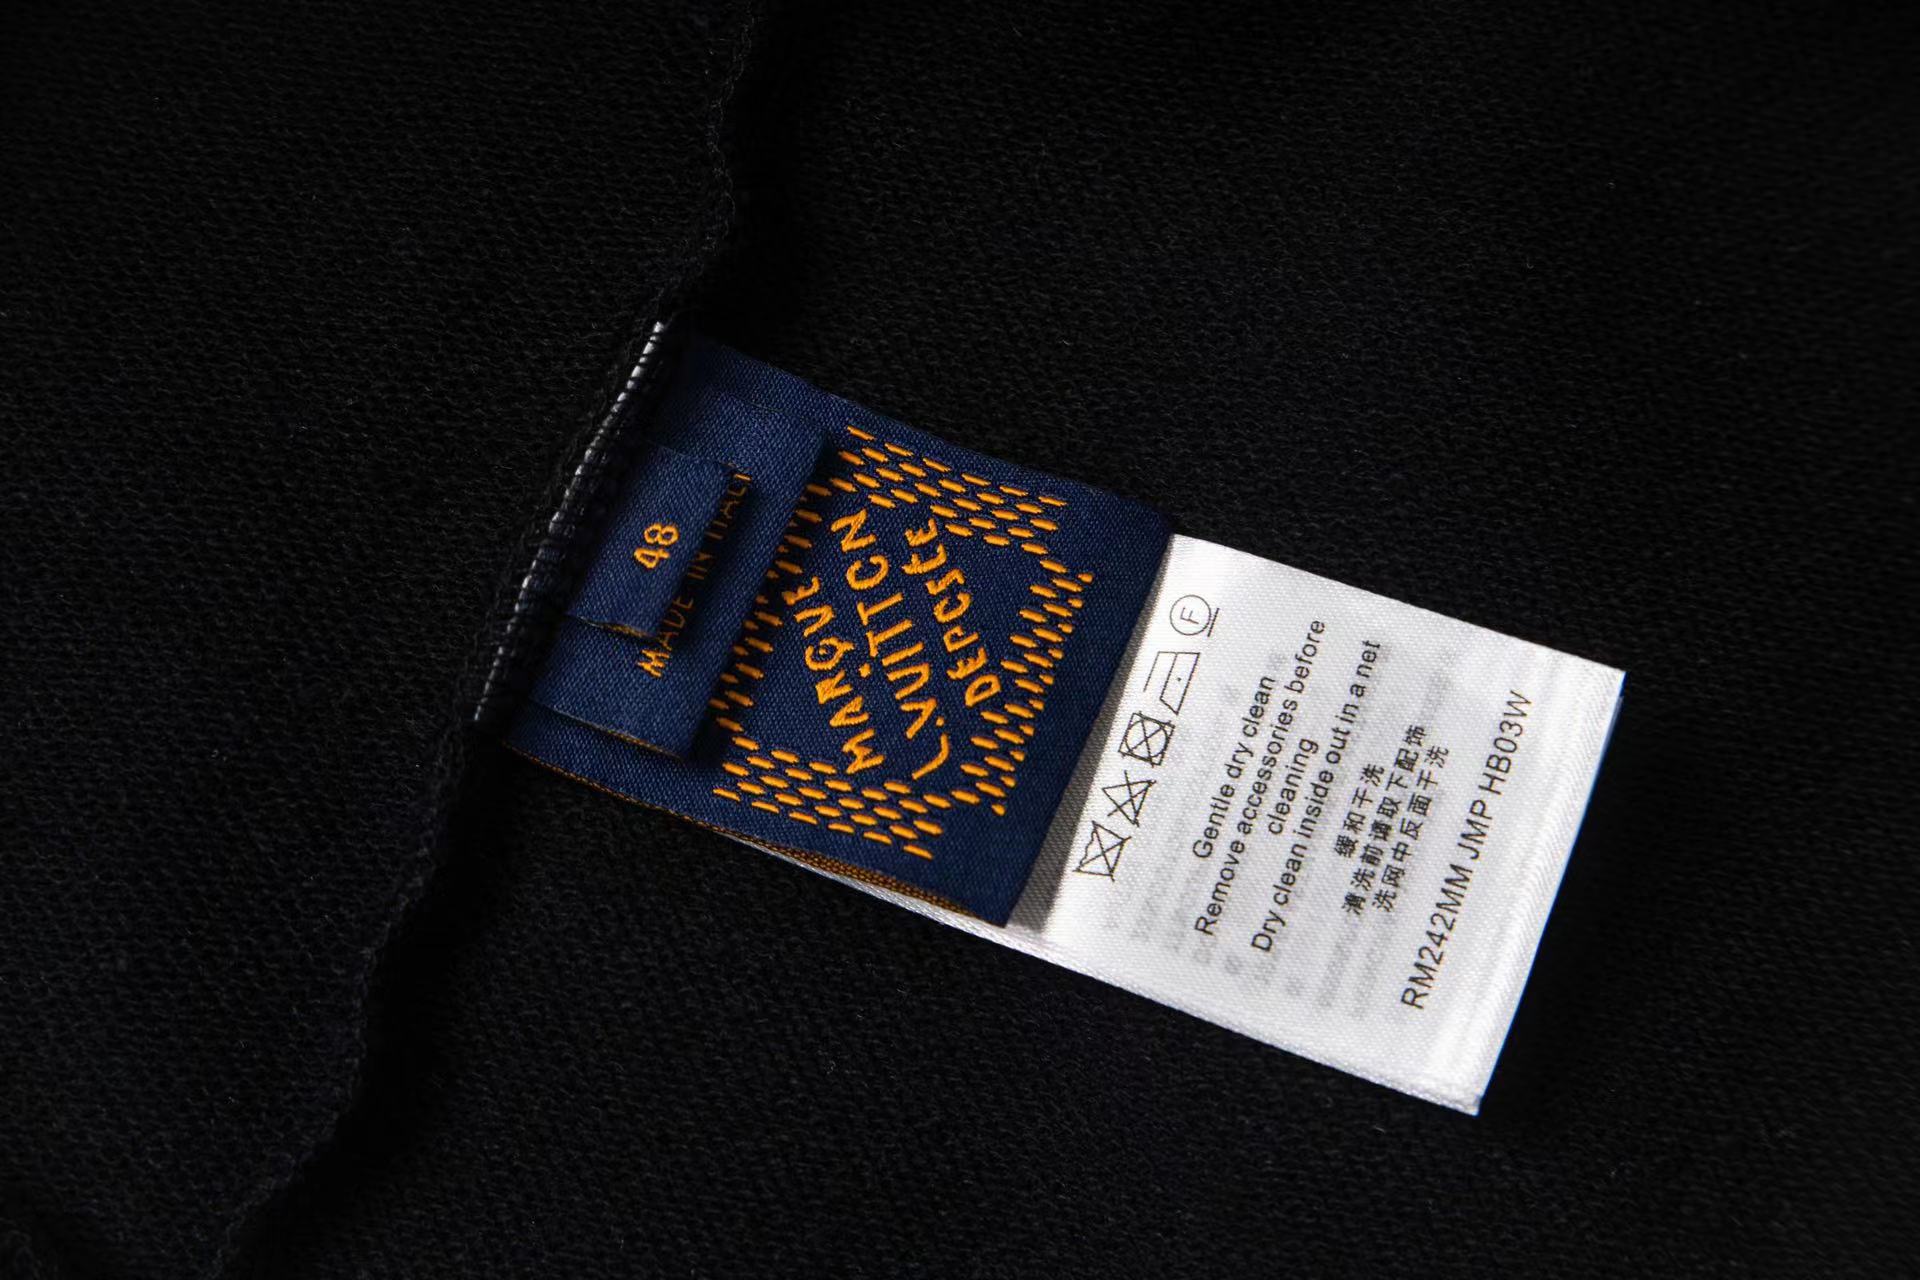 48
MADE IN ITALY
MARQUE
L.VUITTON
DEPOSEE
F
Gentle dry clean
Remove accessories before
cleaning
Dry clean inside out in a net
缓和干洗
清洗前请取下配饰
洗网中反面干洗
RM242MM JMP HB03W